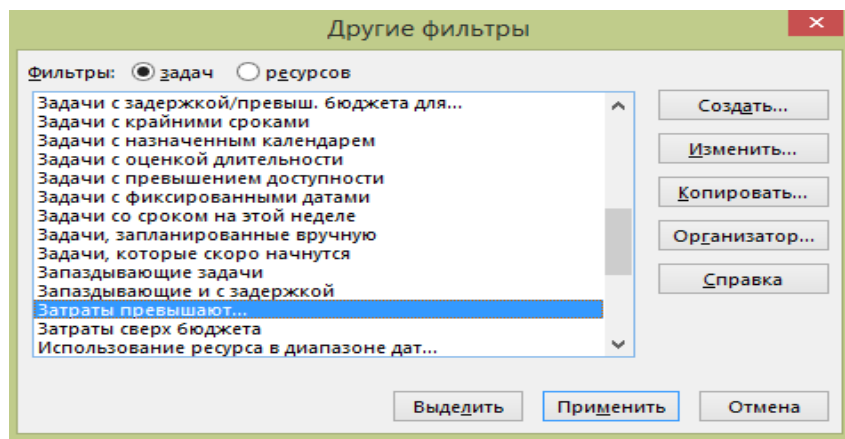 Другие фильтры
Фильтры: задач ресурсов
Задачи с задержкой/превыш. бюджета для...
Задачи с крайними сроками
Задачи с назначенным календарем
Задачи с оценкой длительности
Задачи с превышением доступности
Задачи с фиксированными датами
Задачи со сроком на этой неделе
Задачи, запланированные вручную
Задачи, которые скоро начнутся
Запаздывающие задачи
Запаздывающие и с задержкой
Затраты превышают...
Затраты сверх бюджета
Использование ресурса в диапазоне дат...
Создать...
Изменить...
Копировать...
Организатор...
Справка
Выделить Применить Отмена